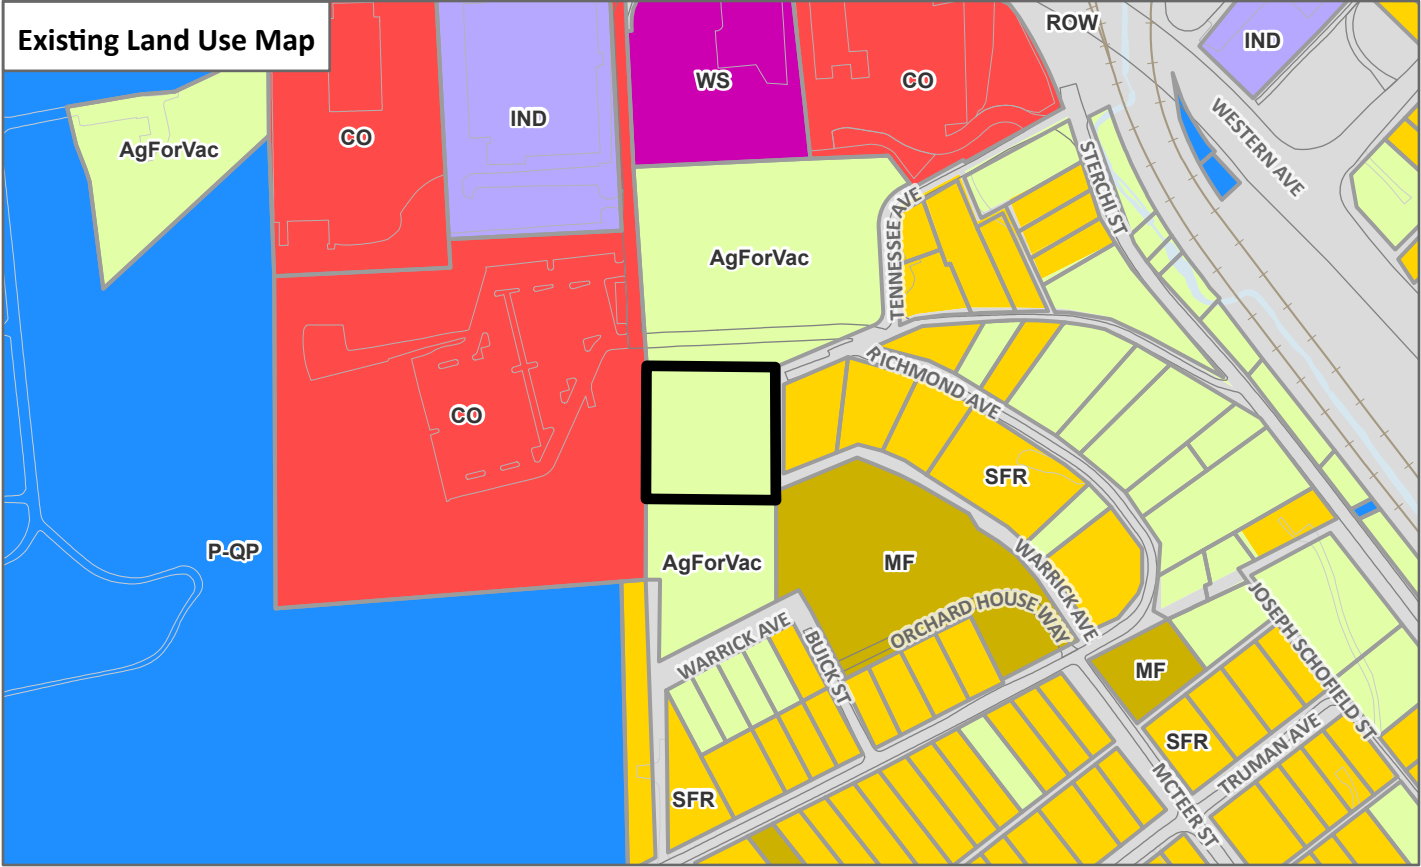 Existing Land Use Map
ROW
IND
WS
CO
IND
CO
AgForVac
WESTERN AVE
STERCHI ST
TENNESSEE AVE
AgForVac
RICHMOND AVE
CO
SFR
P-QP
AgForVac
MF
WARRICK AVE
ORCHARD HOUSE WAY
WARRICK AVE
BUICK ST
JOSEPH SCHOFIELD ST
MF
SFR
TRUMAN AVE
SFR
MCTEER ST